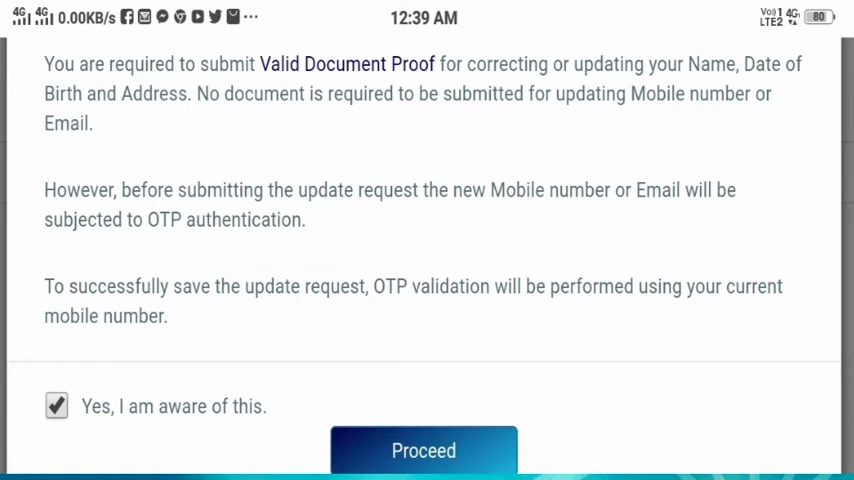 4G 4G 0.00KB/s ... 12:39 AM Vo) 1 4G 80
LTE2
You are required to submit Valid Document Proof for correcting or updating your Name, Date of
Birth and Address. No document is required to be submitted for updating Mobile number or
Email.
However, before submitting the update request the new Mobile number or Email will be
subjected to OTP authentication.
To successfully save the update request, OTP validation will be performed using your current
mobile number.
Yes, I am aware of this.
Proceed